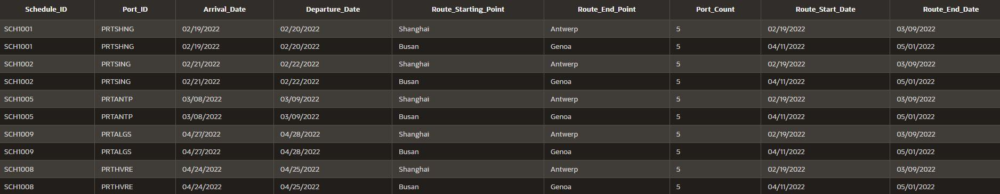 Schedule_ID Port_ID Arrival_Date Departure_Date Route_Starting_Point Route_End_Point Port_Count Route_Start_Date Route_End_Date
SCH1001 PRTSHNG 02/19/2022 02/20/2022 Shanghai Antwerp 5 02/19/2022 03/09/2022
SCH1001 PRTSHNG 02/19/2022 02/20/2022 Busan Genoa 5 04/11/2022 05/01/2022
SCH1002 PRTSING 02/21/2022 02/22/2022 Shanghai Antwerp 5 02/19/2022 03/09/2022
SCH1002 PRTSING 02/21/2022 02/22/2022 Busan Genoa 5 04/11/2022 05/01/2022
SCH1005 PRTANTP 03/08/2022 03/09/2022 Shanghai Antwerp 5 02/19/2022 03/09/2022
SCH1005 PRTANTP 03/08/2022 03/09/2022 Busan Genoa 5 04/11/2022 05/01/2022
SCH1009 PRTALGS 04/27/2022 04/28/2022 Shanghai Antwerp 5 02/19/2022 03/09/2022
SCH1009 PRTALGS 04/27/2022 04/28/2022 Busan Genoa 5 04/11/2022 05/01/2022
SCH1008 PRTHVRE 04/24/2022 04/25/2022 Shanghai Antwerp 5 02/19/2022 03/09/2022
SCH1008 PRTHVRE 04/24/2022 04/25/2022 Busan Genoa 5 04/11/2022 05/01/2022